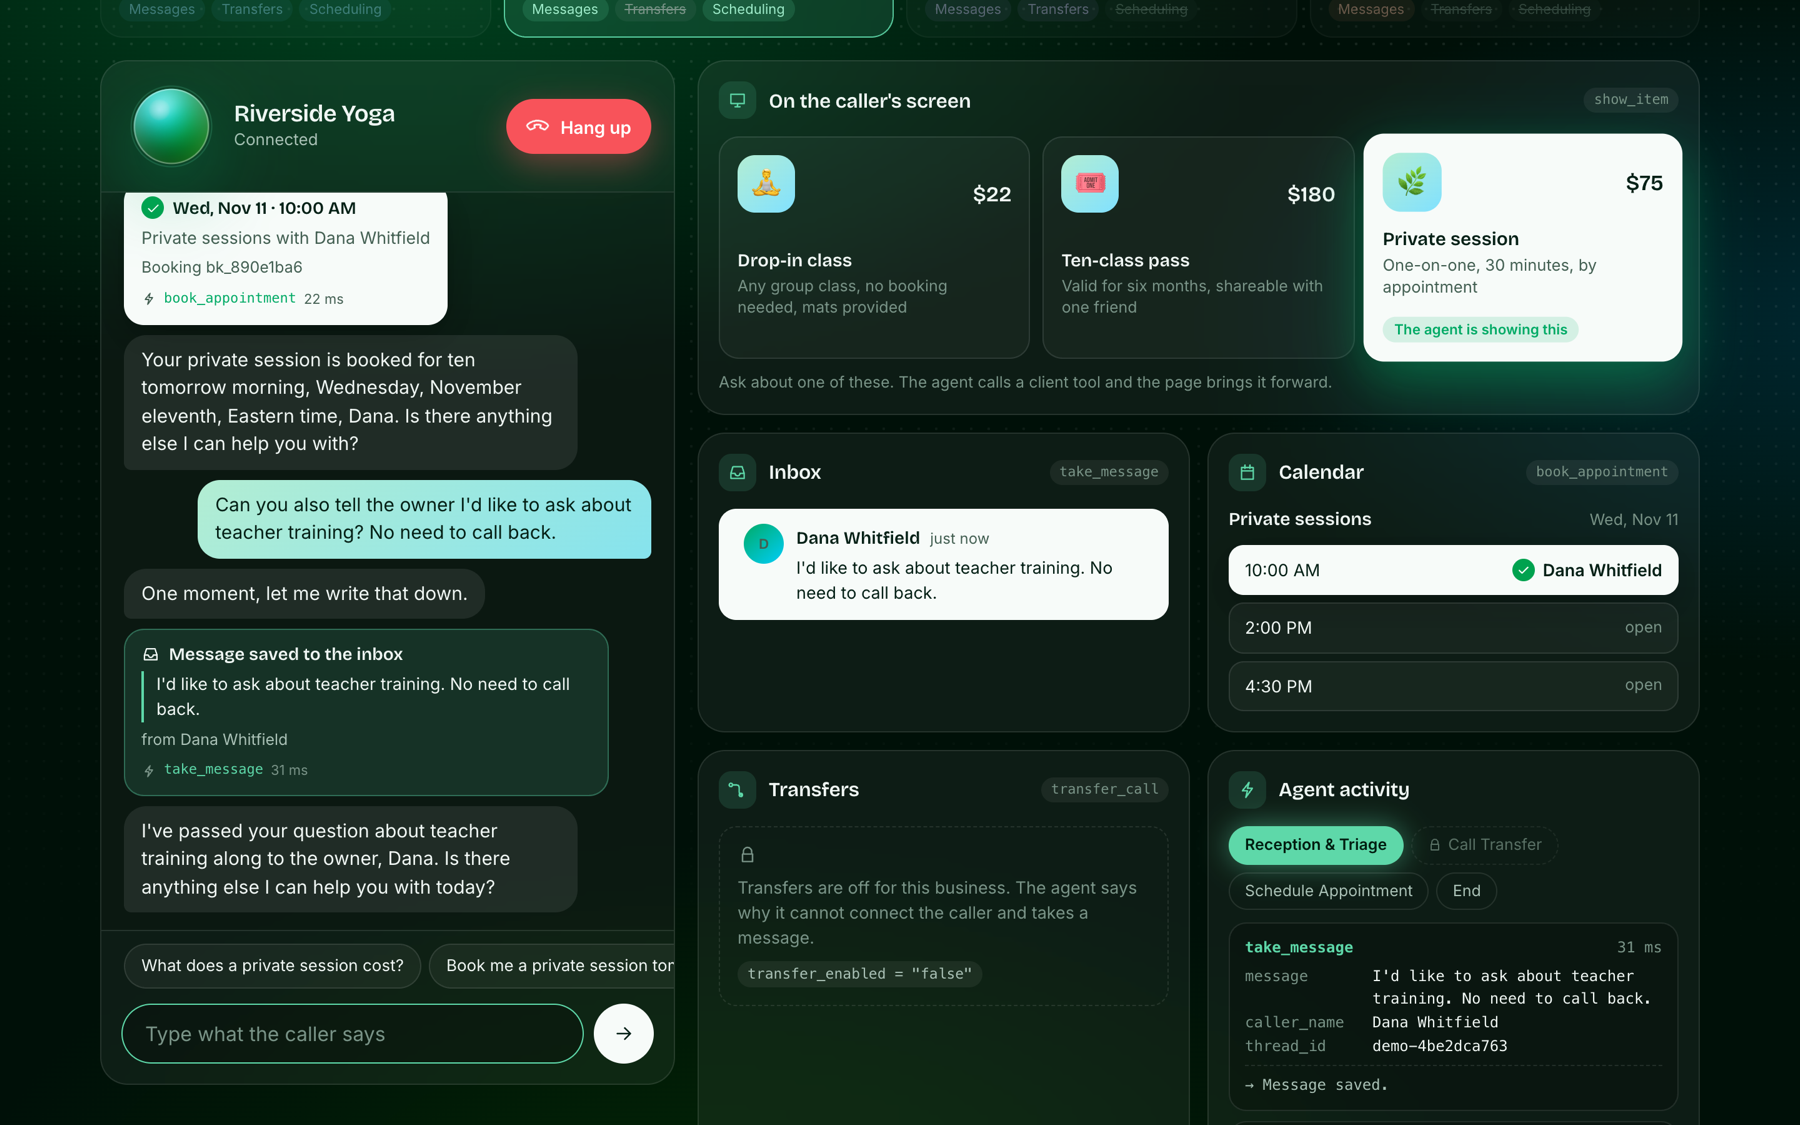 Messages Transfers Scheduling
Messages Transfers Scheduling
Messages Transfers Scheduling
Messages Transfers Scheduling
Riverside Yoga
Connected
Hang up
Wed, Nov 11 · 10:00 AM
Private sessions with Dana Whitfield
Booking bk_890e1ba6
book_appointment 22 ms
Your private session is booked for ten
tomorrow morning, Wednesday, November
eleventh, Eastern time, Dana. Is there anything
else I can help you with?
Can you also tell the owner I'd like to ask about
teacher training? No need to call back.
One moment, let me write that down.
Message saved to the inbox
I'd like to ask about teacher training. No need to call
back.
from Dana Whitfield
take_message 31 ms
I've passed your question about teacher
training along to the owner, Dana. Is there
anything else I can help you with today?
What does a private session cost?
Book me a private session tor
Type what the caller says
On the caller's screen
show_item
$22
Drop-in class
Any group class, no booking
needed, mats provided
ADMIT
ONE
$180
Ten-class pass
Valid for six months, shareable with
one friend
$75
Private session
One-on-one, 30 minutes, by
appointment
The agent is showing this
Ask about one of these. The agent calls a client tool and the page brings it forward.
Inbox
take_message
D
Dana Whitfield just now
I'd like to ask about teacher training. No
need to call back.
Calendar
book_appointment
Private sessions
Wed, Nov 11
10:00 AM
Dana Whitfield
2:00 PM
open
4:30 PM
open
Transfers
transfer_call
Transfers are off for this business. The agent says
why it cannot connect the caller and takes a
message.
transfer_enabled = "false"
Agent activity
Reception & Triage
Call Transfer
Schedule Appointment
End
take_message
31 ms
message I'd like to ask about teacher
training. No need to call back.
caller_name Dana Whitfield
thread_id demo-4be2dca763
→ Message saved.